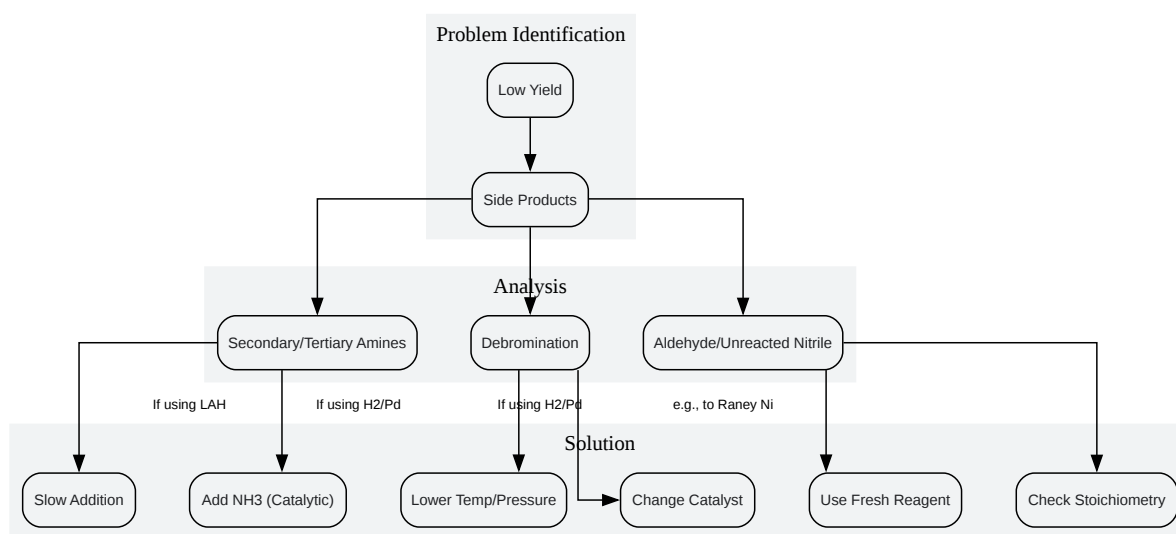 Problem Identification
Low Yield
Side Products
Analysis
Secondary/Tertiary Amines
Debromination
Aldehyde/Unreacted Nitrile
If using LAH
If using H2/Pd
If using H2/Pd
e.g., to Raney Ni
Solution
Slow Addition
Add NH3 (Catalytic)
Lower Temp/Pressure
Change Catalyst
Use Fresh Reagent
Check Stoichiometry